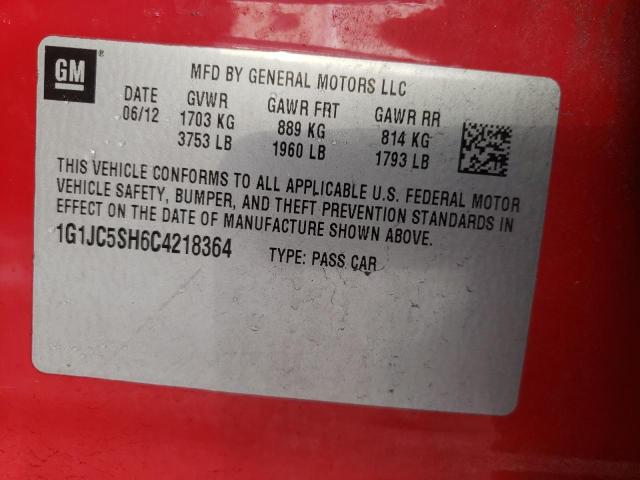 GM ®
MFD BY GENERAL MOTORS LLC
DATE GVWR GAWR FRT GAWR RR
06/12 1703 KG 889 KG 814 KG
3753 LB 1960 LB 1793 LB
THIS VEHICLE CONFORMS TO ALL APPLICABLE U.S. FEDERAL MOTOR
VEHICLE SAFETY, BUMPER, AND THEFT PREVENTION STANDARDS IN
EFFECT ON THE DATE OF MANUFACTURE SHOWN ABOVE.
1G1JC5SH6C4218364 TYPE: PASS CAR